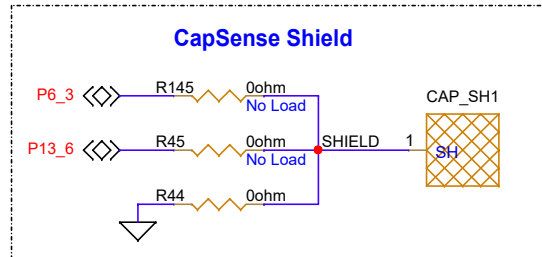 CapSense Shield
P6_3 R145 0ohm
No Load
CAP_SH1
P13_6 R45 0ohm SHIELD 1 SH
No Load
R44 0ohm